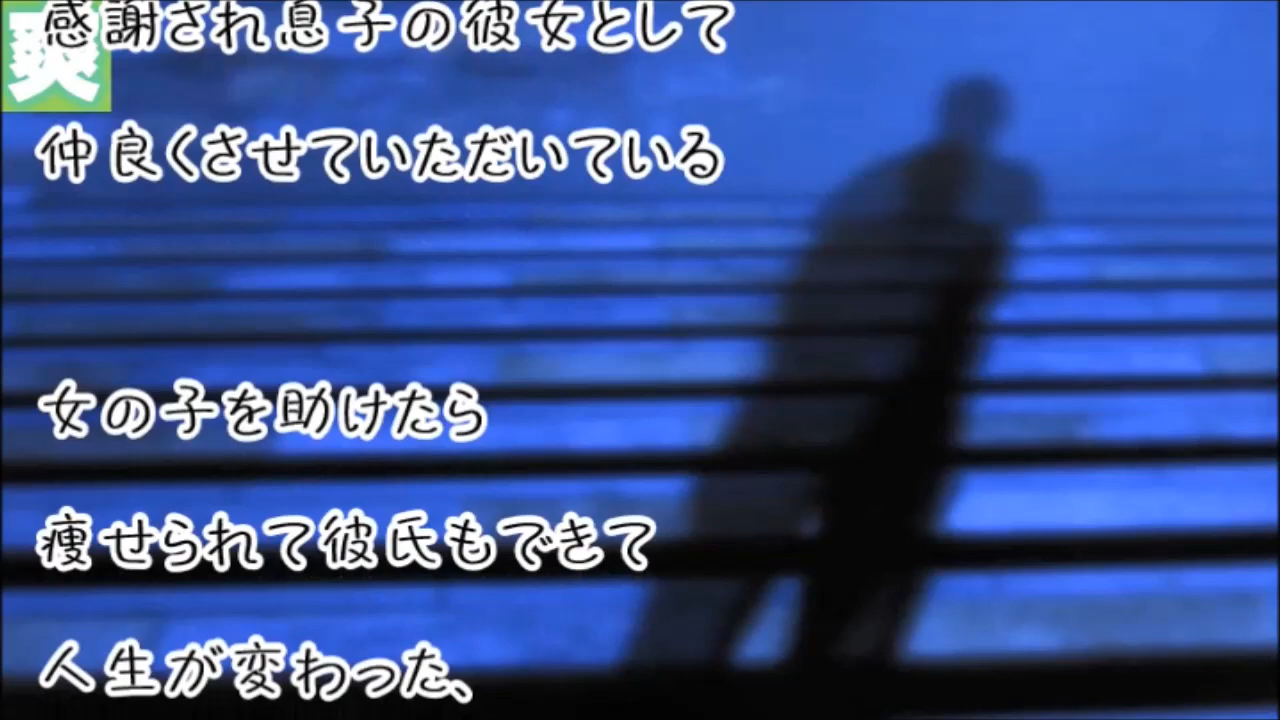 爽
感謝され息子の彼女として
仲良くさせていただいている
女の子を助けたら
痩せられて彼氏もできて
人生が変わった、